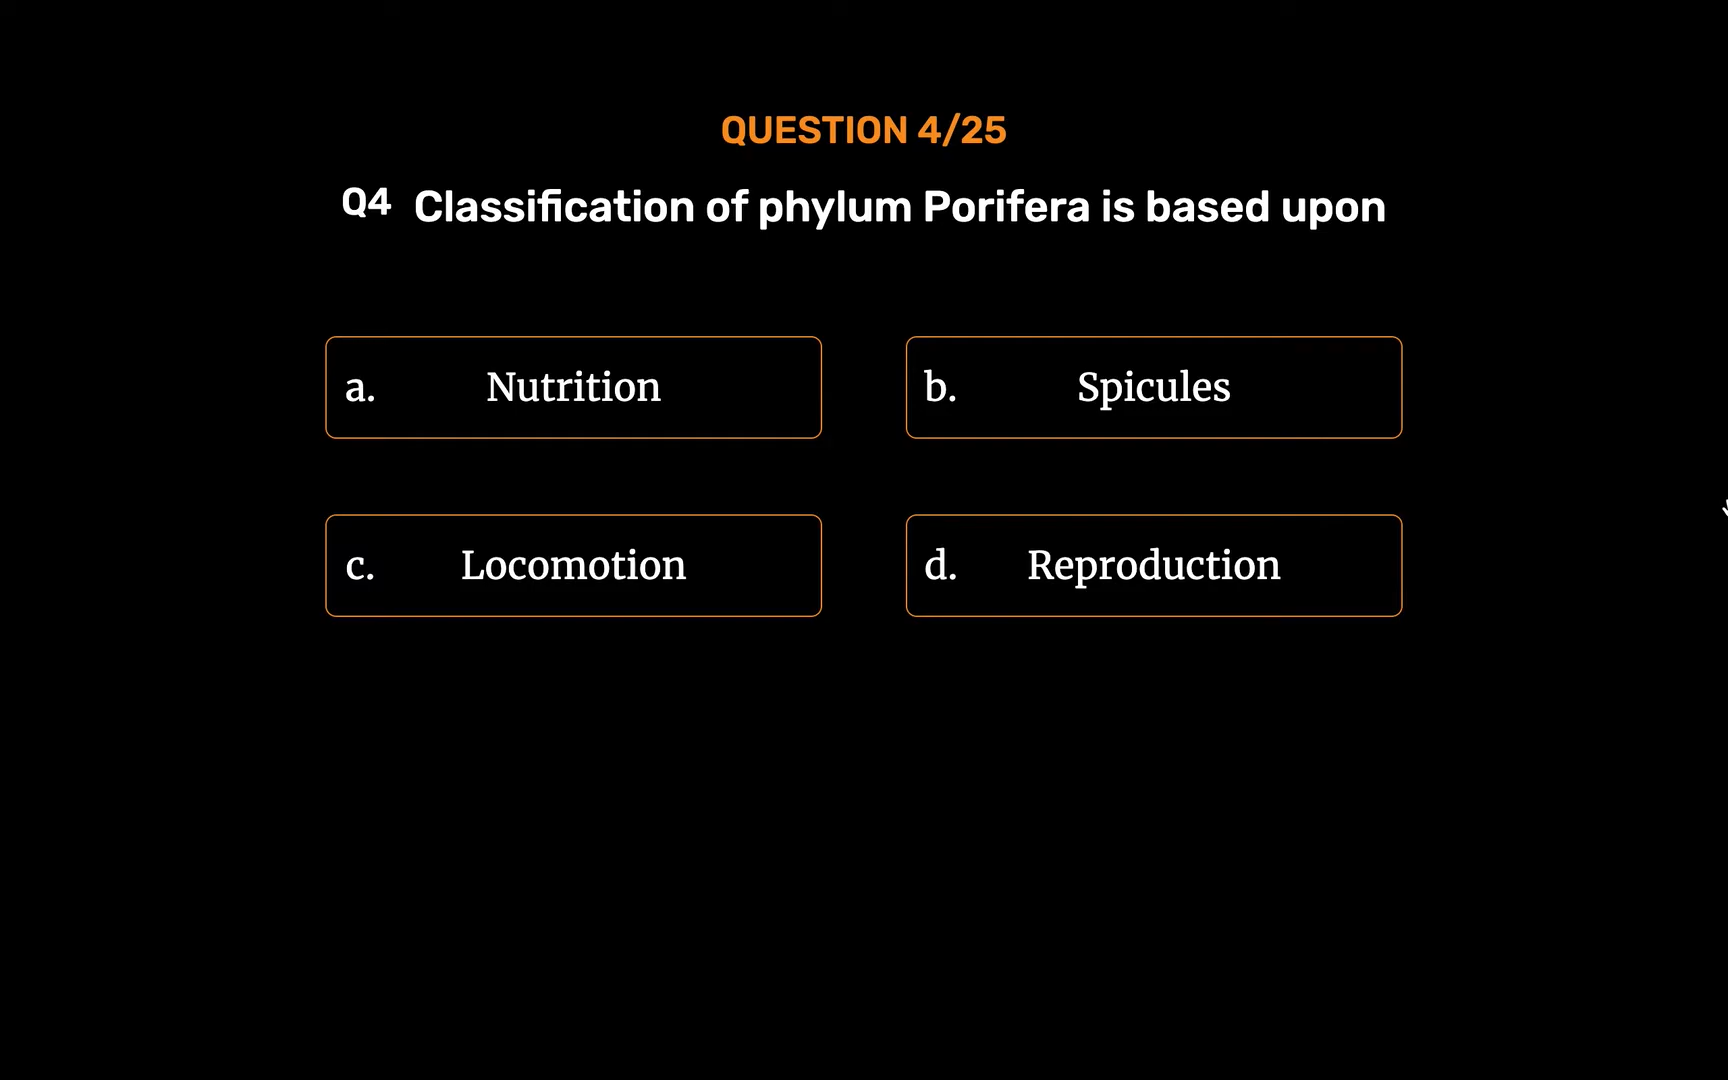 QUESTION 4/25
Q4 Classification of phylum Porifera is based upon
a. Nutrition
b. Spicules
c. Locomotion
d. Reproduction